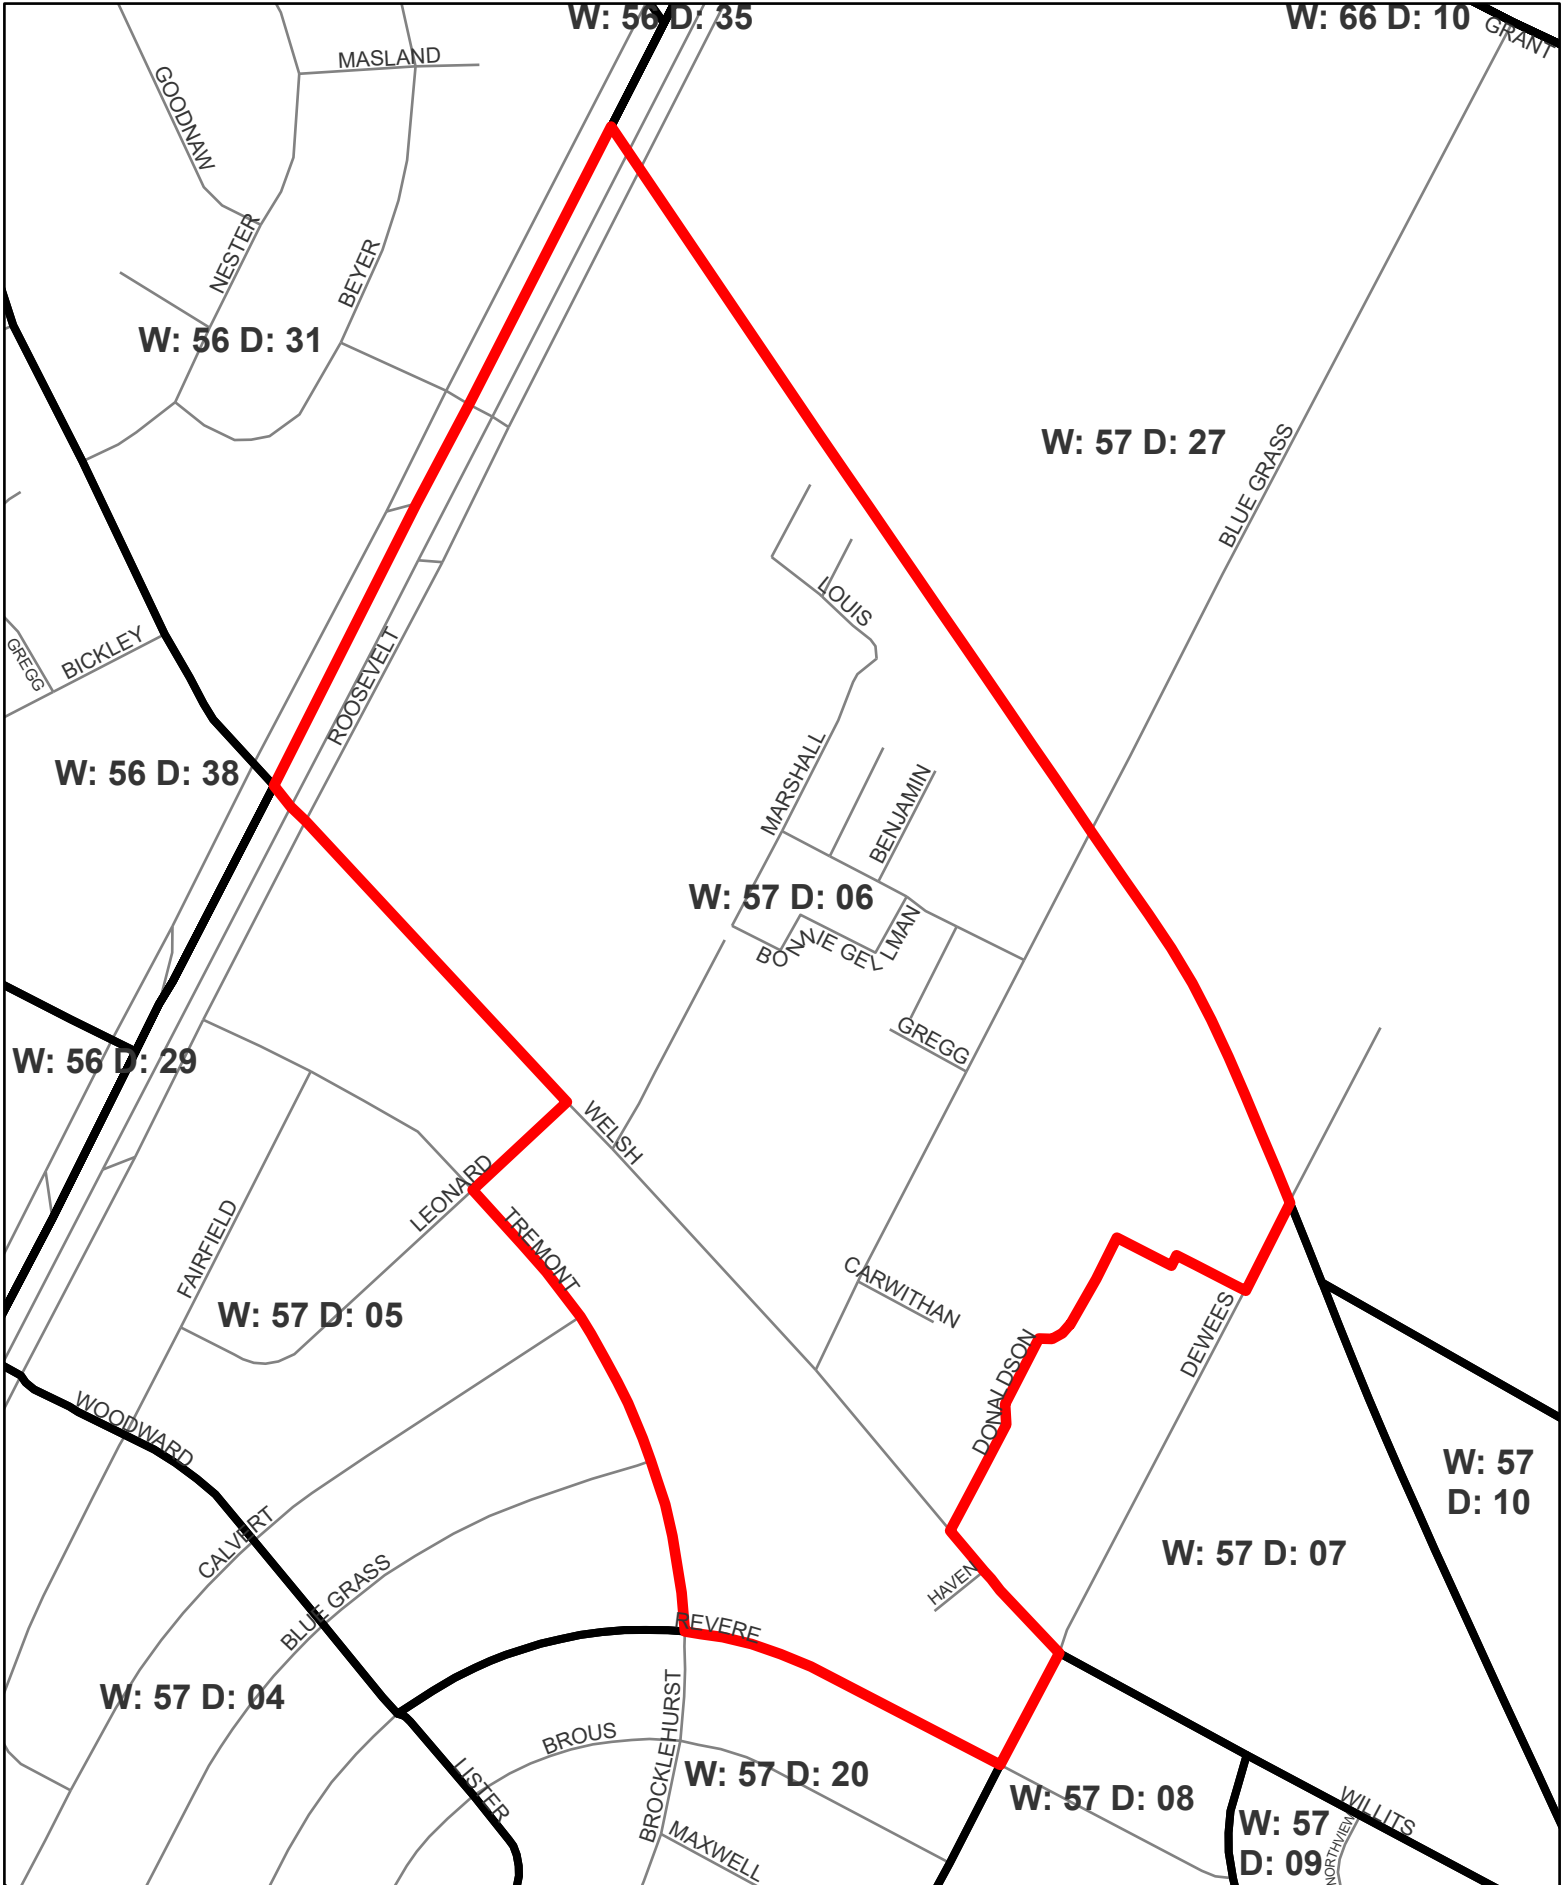 W: 56 D: 35
W: 66 D: 10
GRANT
MASLAND
GOODNAW
NESTER
BEYER
W: 56 D: 31
W: 57 D: 27
BLUE GRASS
LOUIS
GREGG
BICKLEY
ROOSEVELT
W: 56 D: 38
MARSHALL
BENJAMIN
W: 57 D: 06
BONNIE GELLMAN
GREGG
W: 56 D: 29
WELSH
LEONARD
FAIRFIELD
TREMONT
W: 57 D: 05
CARWITHAN
DONALDSON
DEWEES
WOODWARD
W: 57
D: 10
CALVERT
BLUE GRASS
W: 57 D: 07
HAVEN
REVERE
W: 57 D: 04
BROCKLEHURST
BROUS
W: 57 D: 20
LISTER
MAXWELL
W: 57 D: 08
W: 57
D: 09
WILLITS
NORTHVIEW